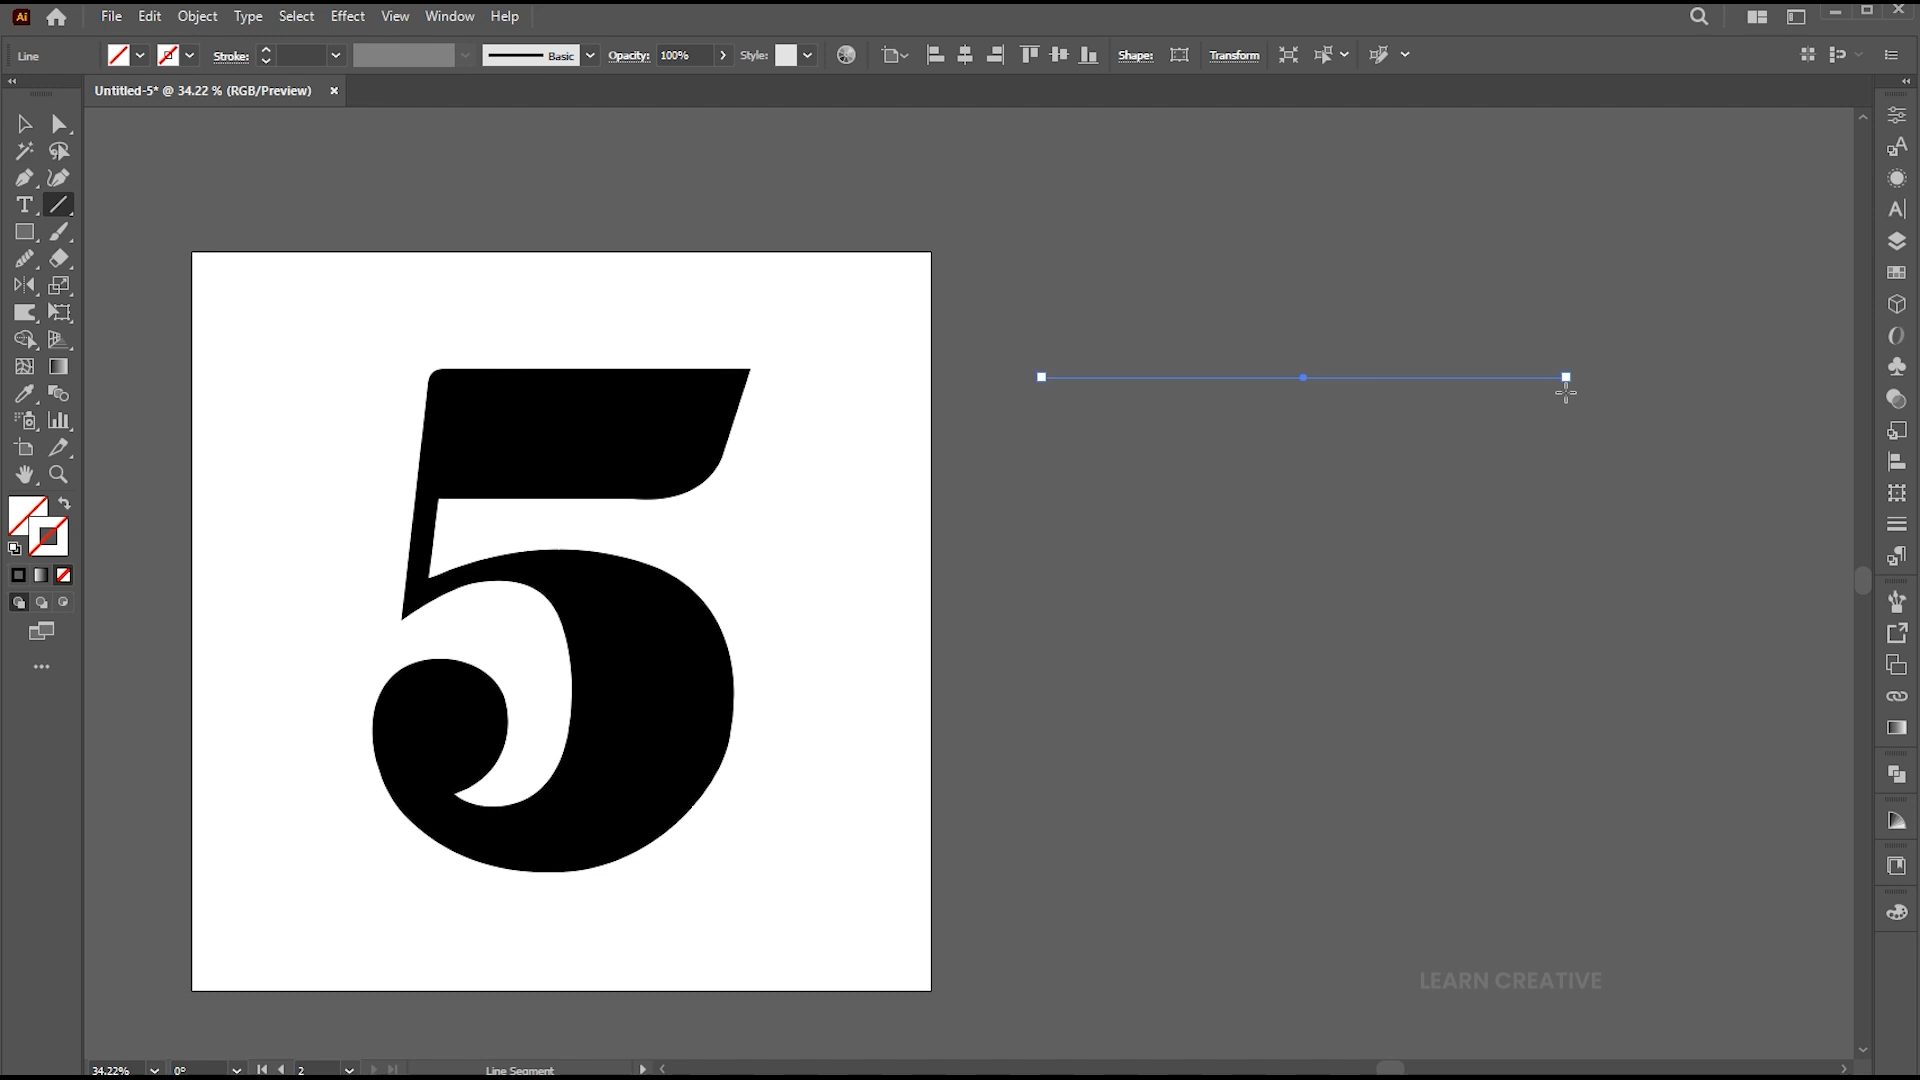 Ai File Edit Object Type Select Effect View Window Help
Line Stroke: Basic Opacity: 100% Style: Shape: Transform
Untitled-5* @ 34.22 % (RGB/Preview) ×
5
LEARN CREATIVE
34.22% 0° 2 Line Segment